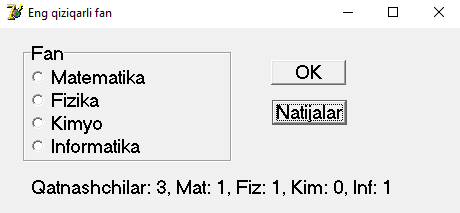 Eng qiziqarli fan
Fan
Matematika
Fizika
Kimyo
Informatika
OK
Natijalar
Qatnashchilar: 3, Mat: 1, Fiz: 1, Kim: 0, Inf: 1